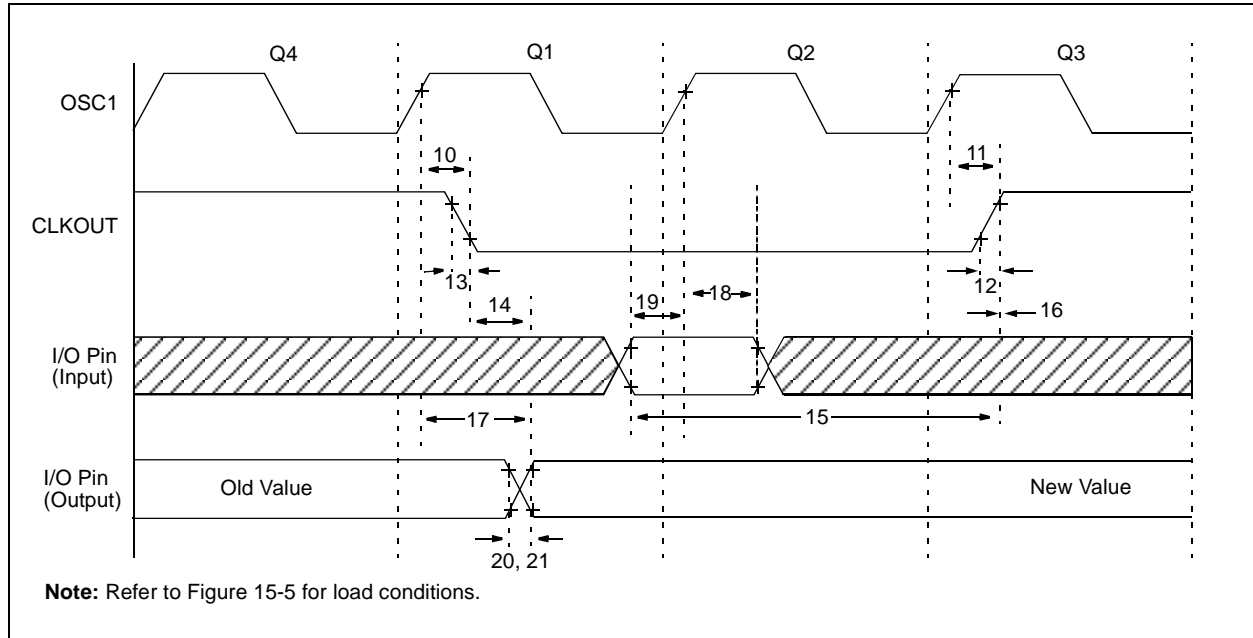 Q4 Q1 Q2 Q3
OSC1
10 11
CLKOUT
13 12
14 19 18 16
I/O Pin
(Input)
17 15
I/O Pin
(Output)
Old Value New Value
20, 21
Note: Refer to Figure 15-5 for load conditions.